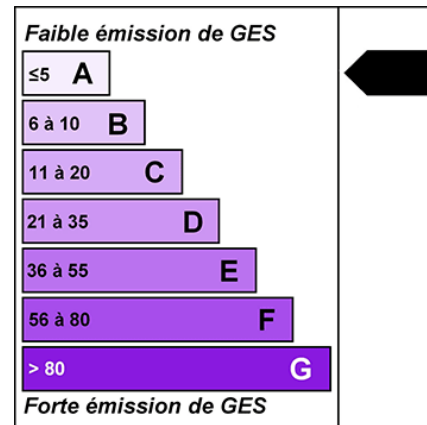 Faible émission de GES
≤5 A
6 à 10 B
11 à 20 C
21 à 35 D
36 à 55 E
56 à 80 F
> 80 G
Forte émission de GES